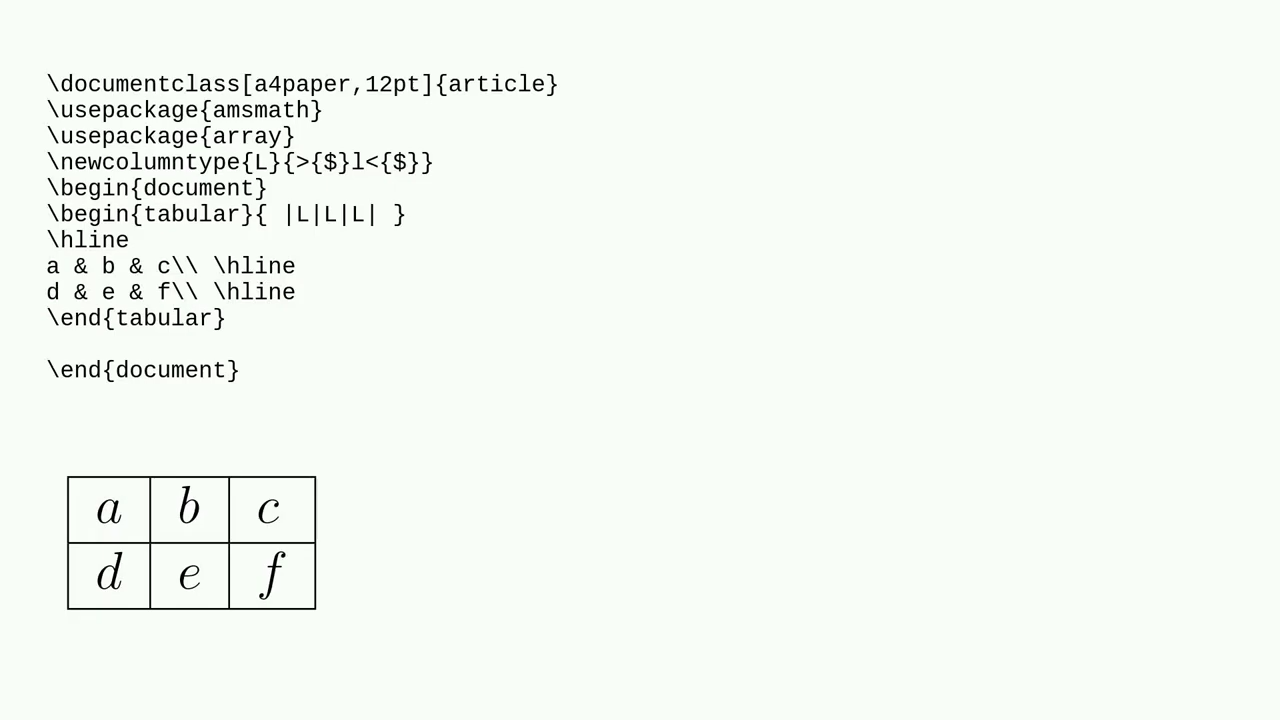 \documentclass[a4paper,12pt]{article}
\usepackage{amsmath}
\usepackage{array}
\newcolumntype{L}{>{$}l<{$}}
\begin{document}
\begin{tabular}{ |L|L|L| }
\hline
a & b & c\\ \hline
d & e & f\\ \hline
\end{tabular}
\end{document}
a b c
d e f